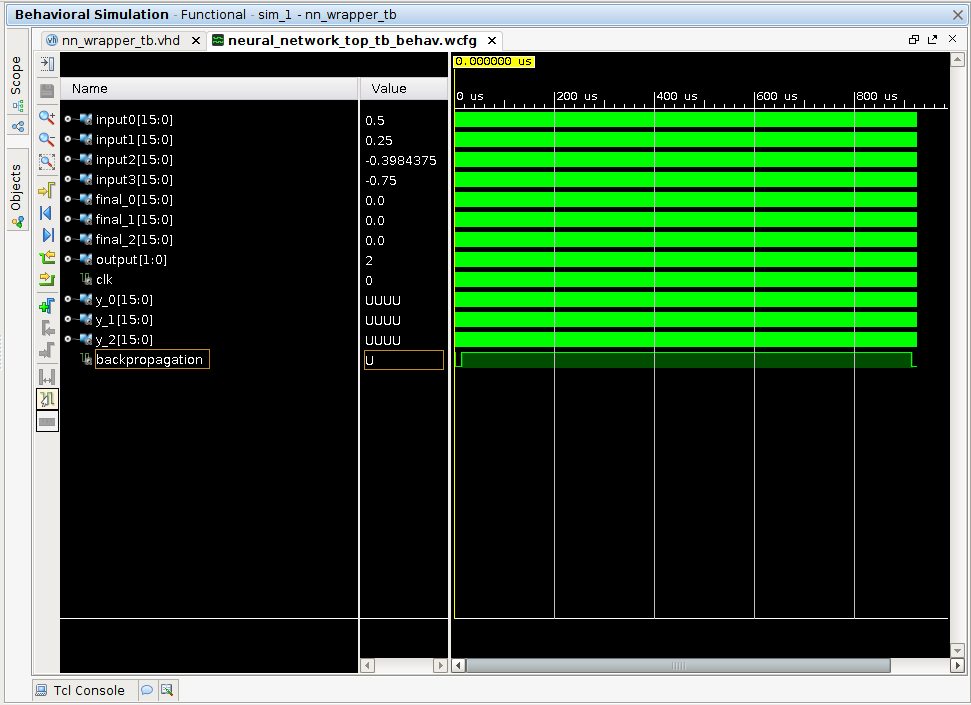 Behavioral Simulation - Functional - sim_1 - nn_wrapper_tb
nn_wrapper_tb.vhd neural_network_top_tb_behav.wcfg
Scope
Objects
0.000000 us
Name Value
0 us 200 us 400 us 600 us 800 us
input0[15:0] 0.5
input1[15:0] 0.25
input2[15:0] -0.3984375
input3[15:0] -0.75
final_0[15:0] 0.0
final_1[15:0] 0.0
final_2[15:0] 0.0
output[1:0] 2
clk 0
y_0[15:0] UUUU
y_1[15:0] UUUU
y_2[15:0] UUUU
backpropagation U
Tcl Console